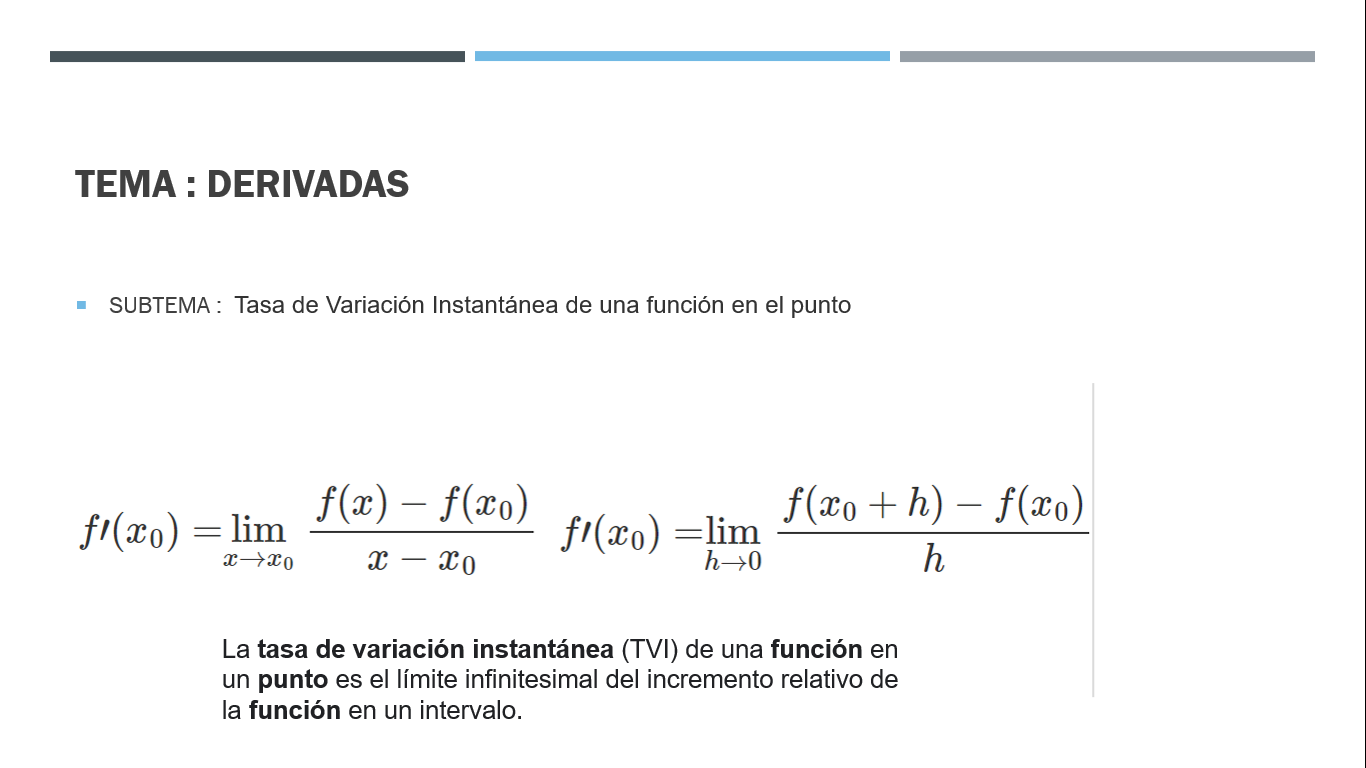 TEMA : DERIVADAS
SUBTEMA : Tasa de Variación Instantánea de una función en el punto
f′(x₀) = lim x→x₀ (f(x) − f(x₀)) / (x − x₀)   f′(x₀) = lim h→0 (f(x₀ + h) − f(x₀)) / h
La tasa de variación instantánea (TVI) de una función en
un punto es el límite infinitesimal del incremento relativo de
la función en un intervalo.